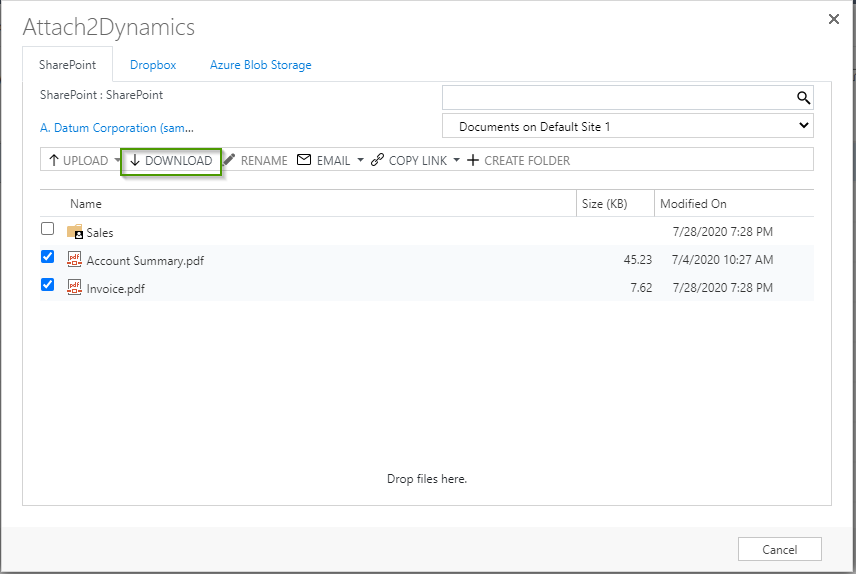 Attach2Dynamics
SharePoint Dropbox Azure Blob Storage
SharePoint : SharePoint
A. Datum Corporation (sam... Documents on Default Site 1
UPLOAD DOWNLOAD RENAME EMAIL COPY LINK CREATE FOLDER
Name Size (KB) Modified On
Sales 7/28/2020 7:28 PM
Account Summary.pdf 45.23 7/4/2020 10:27 AM
Invoice.pdf 7.62 7/28/2020 7:28 PM
Drop files here.
Cancel